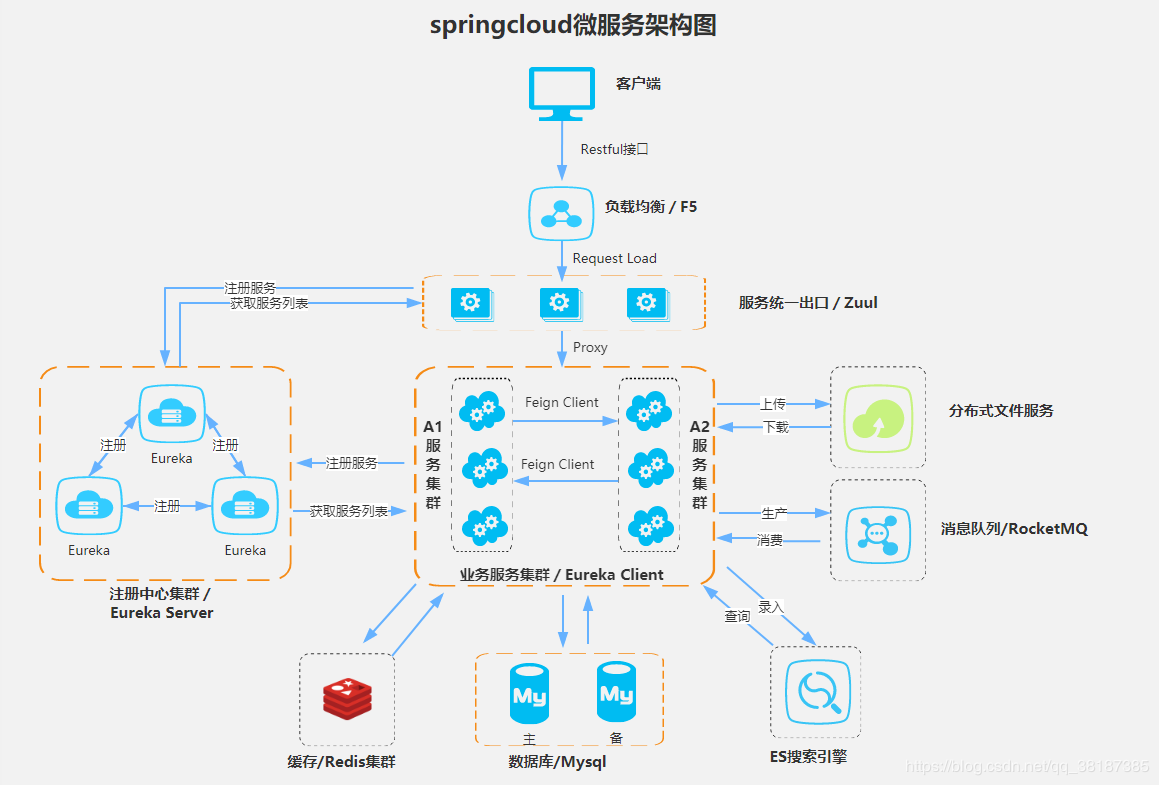 springcloud微服务架构图
客户端
Restful接口
负载均衡 / F5
Request Load
注册服务
获取服务列表
服务统一出口 / Zuul
Proxy
Eureka
注册
注册
注册
Eureka
Eureka
注册中心集群 /
Eureka Server
注册服务
获取服务列表
A1
服
务
集
群
Feign Client
Feign Client
A2
服
务
集
群
业务服务集群 / Eureka Client
上传
下载
分布式文件服务
生产
消费
消息队列/RocketMQ
录入
查询
My
My
主
备
缓存/Redis集群
数据库/Mysql
ES搜索引擎
https://blog.csdn.net/qq_38187385